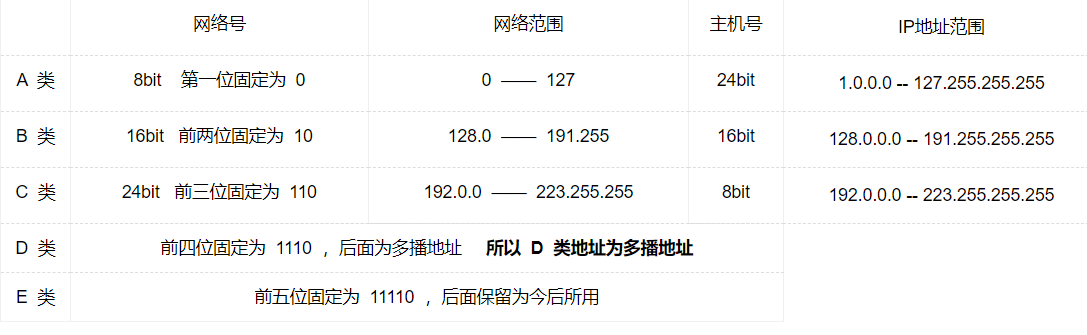 网络号 网络范围 主机号 IP地址范围
A 类 8bit 第一位固定为 0 0 —— 127 24bit 1.0.0.0 -- 127.255.255.255
B 类 16bit 前两位固定为 10 128.0 —— 191.255 16bit 128.0.0.0 -- 191.255.255.255
C 类 24bit 前三位固定为 110 192.0.0 —— 223.255.255 8bit 192.0.0.0 -- 223.255.255.255
D 类 前四位固定为 1110 ，后面为多播地址 所以 D 类地址为多播地址
E 类 前五位固定为 11110 ，后面保留为今后所用